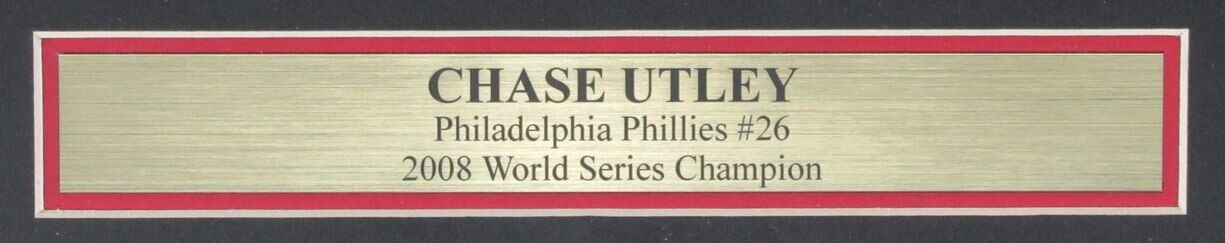 CHASE UTLEY
Philadelphia Phillies #26
2008 World Series Champion